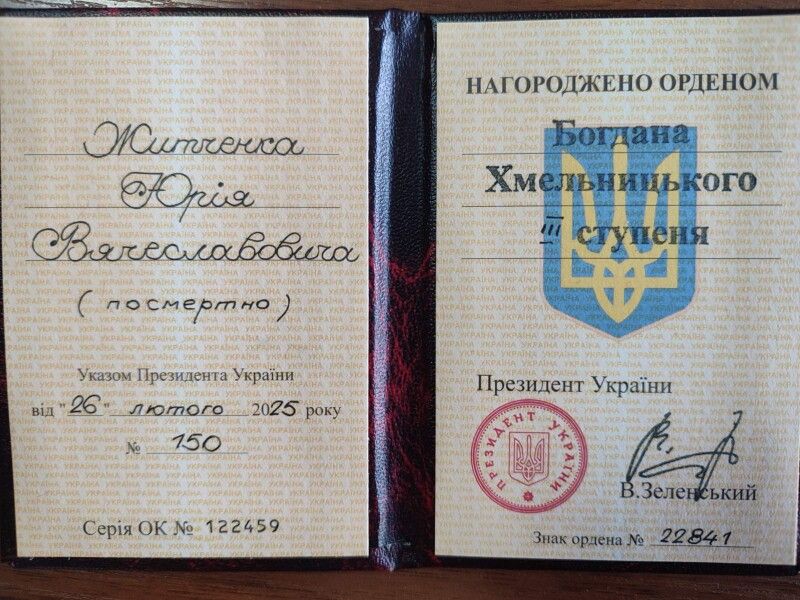 Житченка
Юрія
Вячеславовича
(посмертно)
Указом Президента України
від "26" лютого 2025 року
№ 150
Серія ОК № 122459
НАГОРОДЖЕНО ОРДЕНОМ
Богдана
Хмельницького
III ступеня
Президент України
ПРЕЗИДЕНТ УКРАЇНИ
В.Зеленський
Знак ордена № 22841